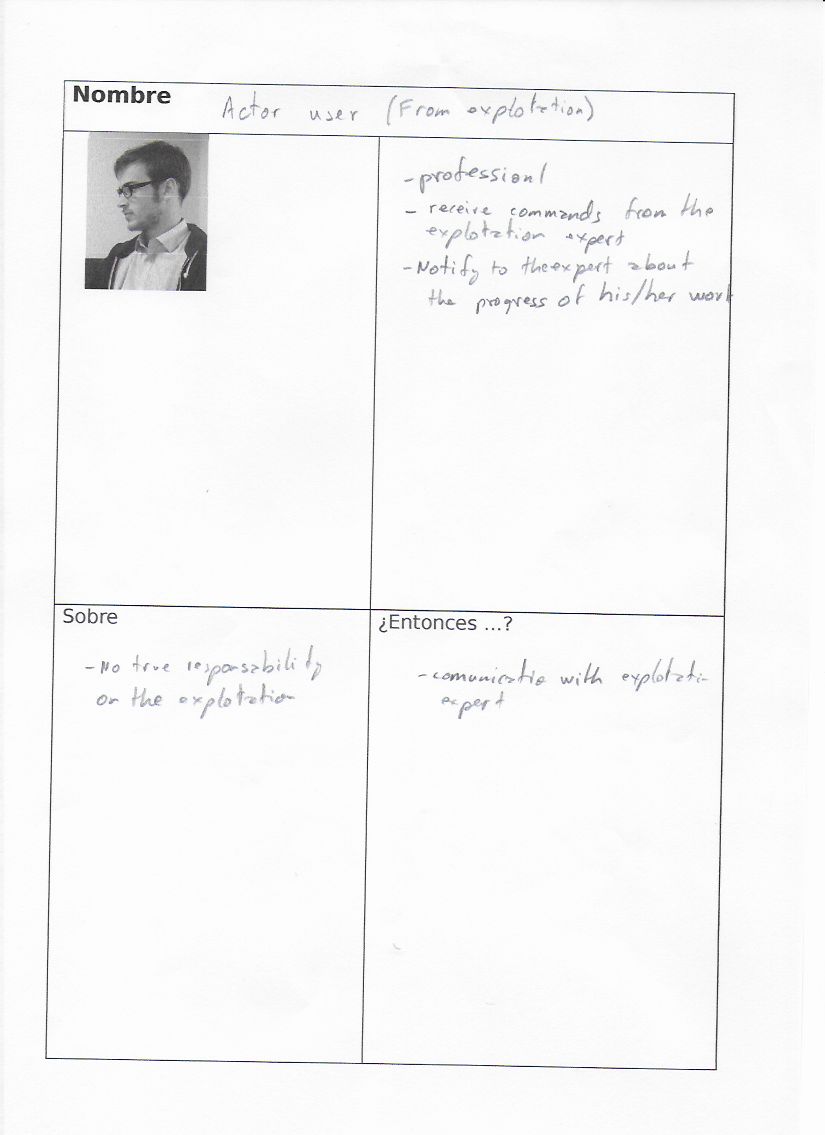 Nombre Actor user (From explotation)
- professionl
- receive commands from the
explotation expert
- Notify to the expert about
the progress of his/her work
Sobre
- No true responsability
on the explotation
¿Entonces ...?
- comunicatio with explotati
expert